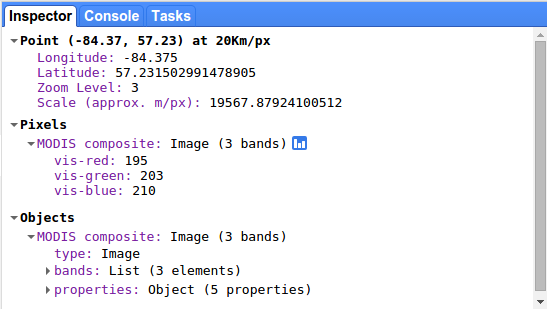 Inspector Console Tasks
Point (-84.37, 57.23) at 20Km/px
Longitude: -84.375
Latitude: 57.231502991478905
Zoom Level: 3
Scale (approx. m/px): 19567.87924100512
Pixels
MODIS composite: Image (3 bands)
vis-red: 195
vis-green: 203
vis-blue: 210
Objects
MODIS composite: Image (3 bands)
type: Image
bands: List (3 elements)
properties: Object (5 properties)